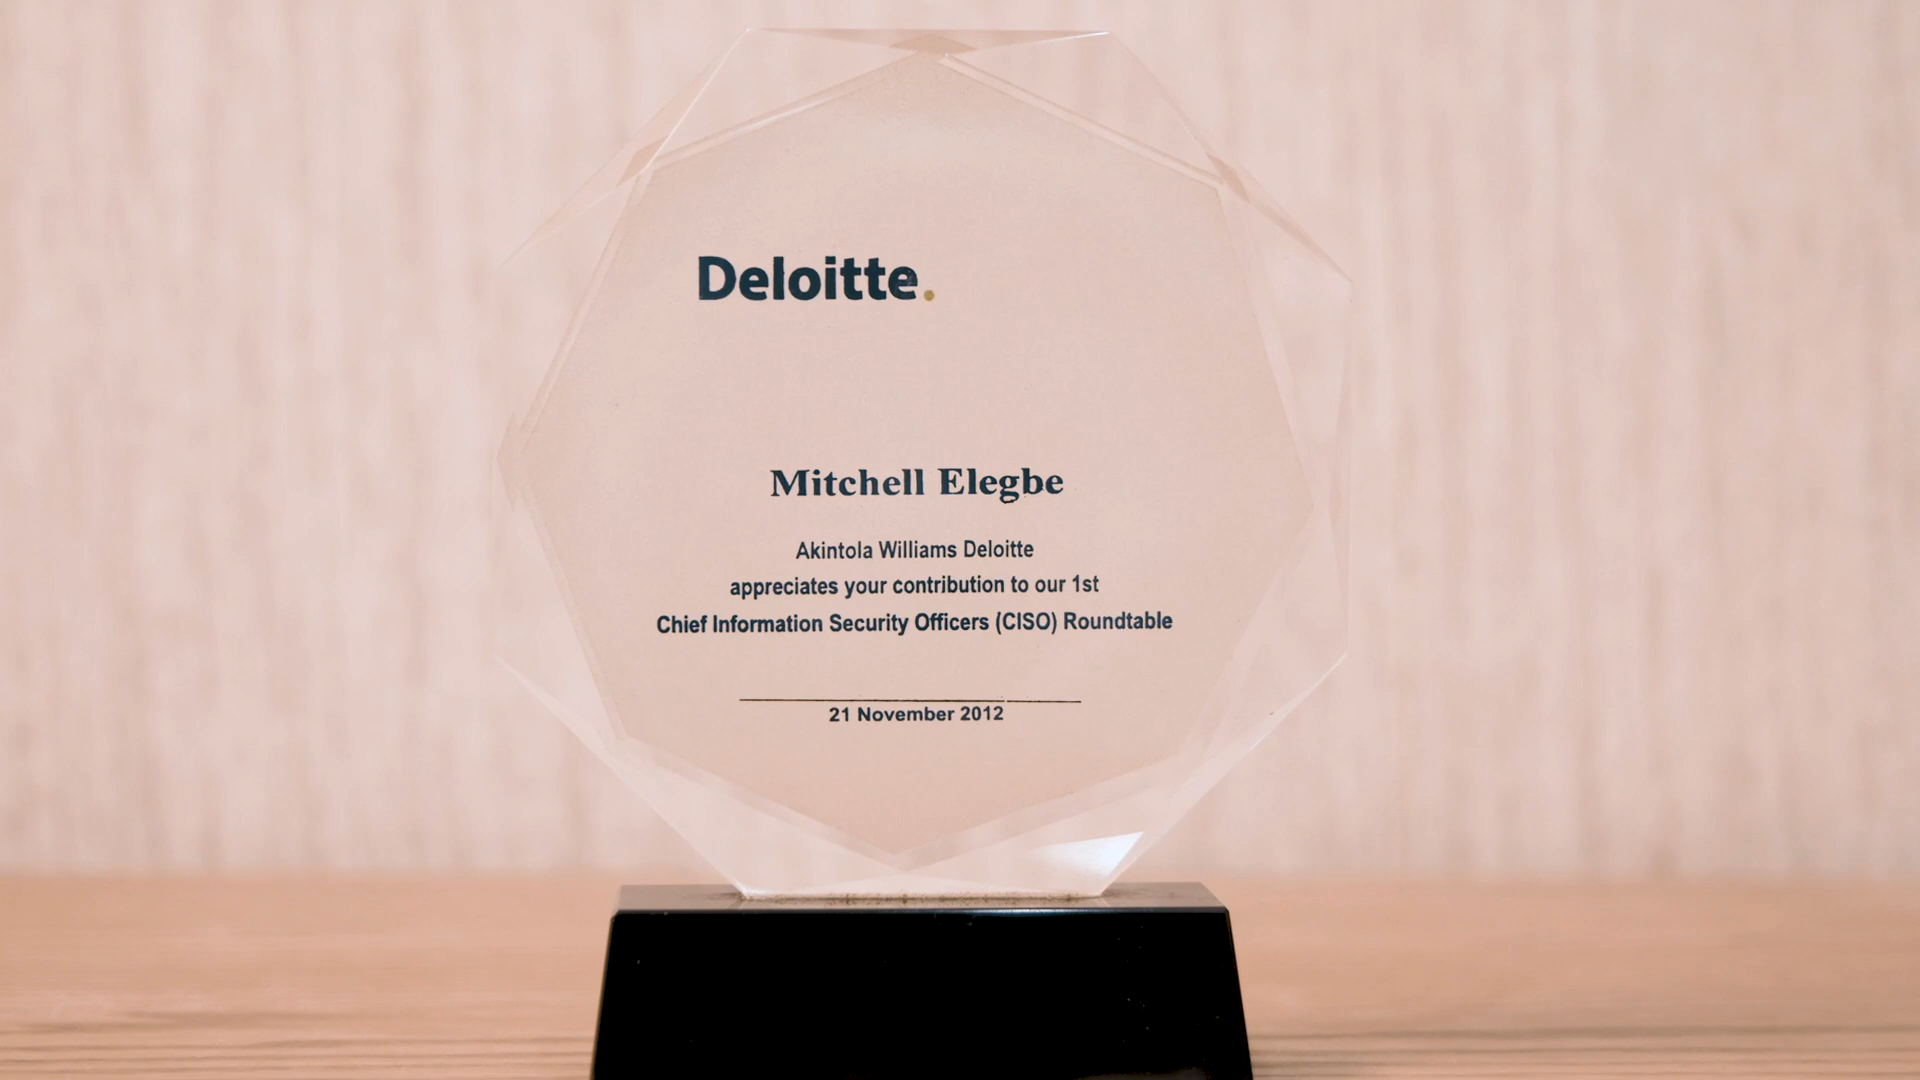 Deloitte.
Mitchell Elegbe
Akintola Williams Deloitte
appreciates your contribution to our 1st
Chief Information Security Officers (CISO) Roundtable
21 November 2012